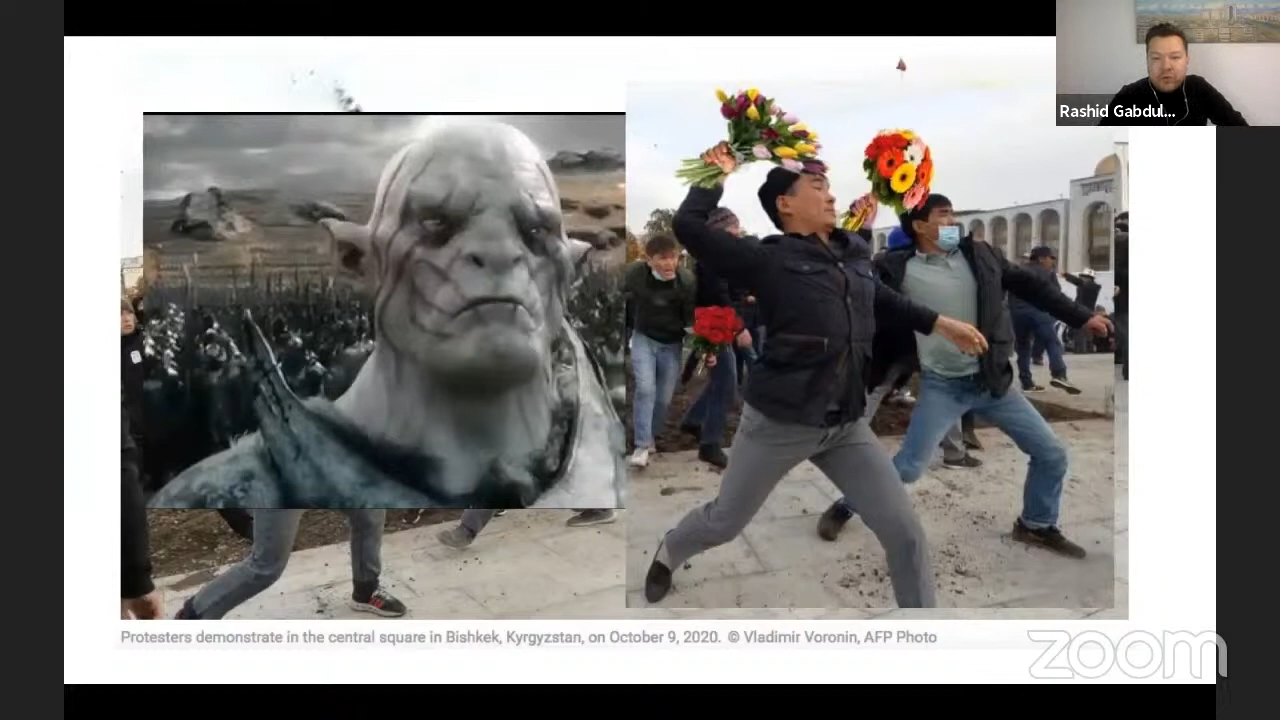 Rashid Gabdul...
Protesters demonstrate in the central square in Bishkek, Kyrgyzstan, on October 9, 2020. © Vladimir Voronin, AFP Photo
zoom